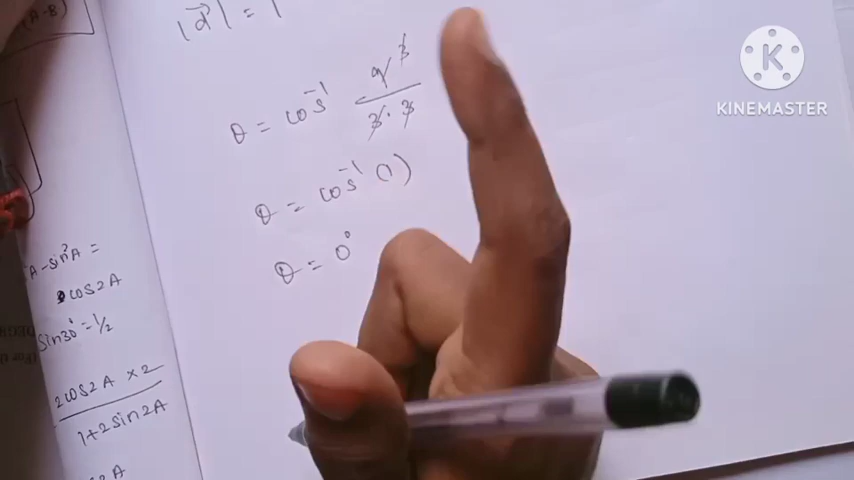 (A-B)
|d⃗| = 1
θ = cos⁻¹ 9 3 / 3·3
θ = cos⁻¹ (1)
θ = 0°
A-sin²A =
cos2A
sin30° = 1/2
2cos2A × 2
1+2sin2A
K
KINEMASTER